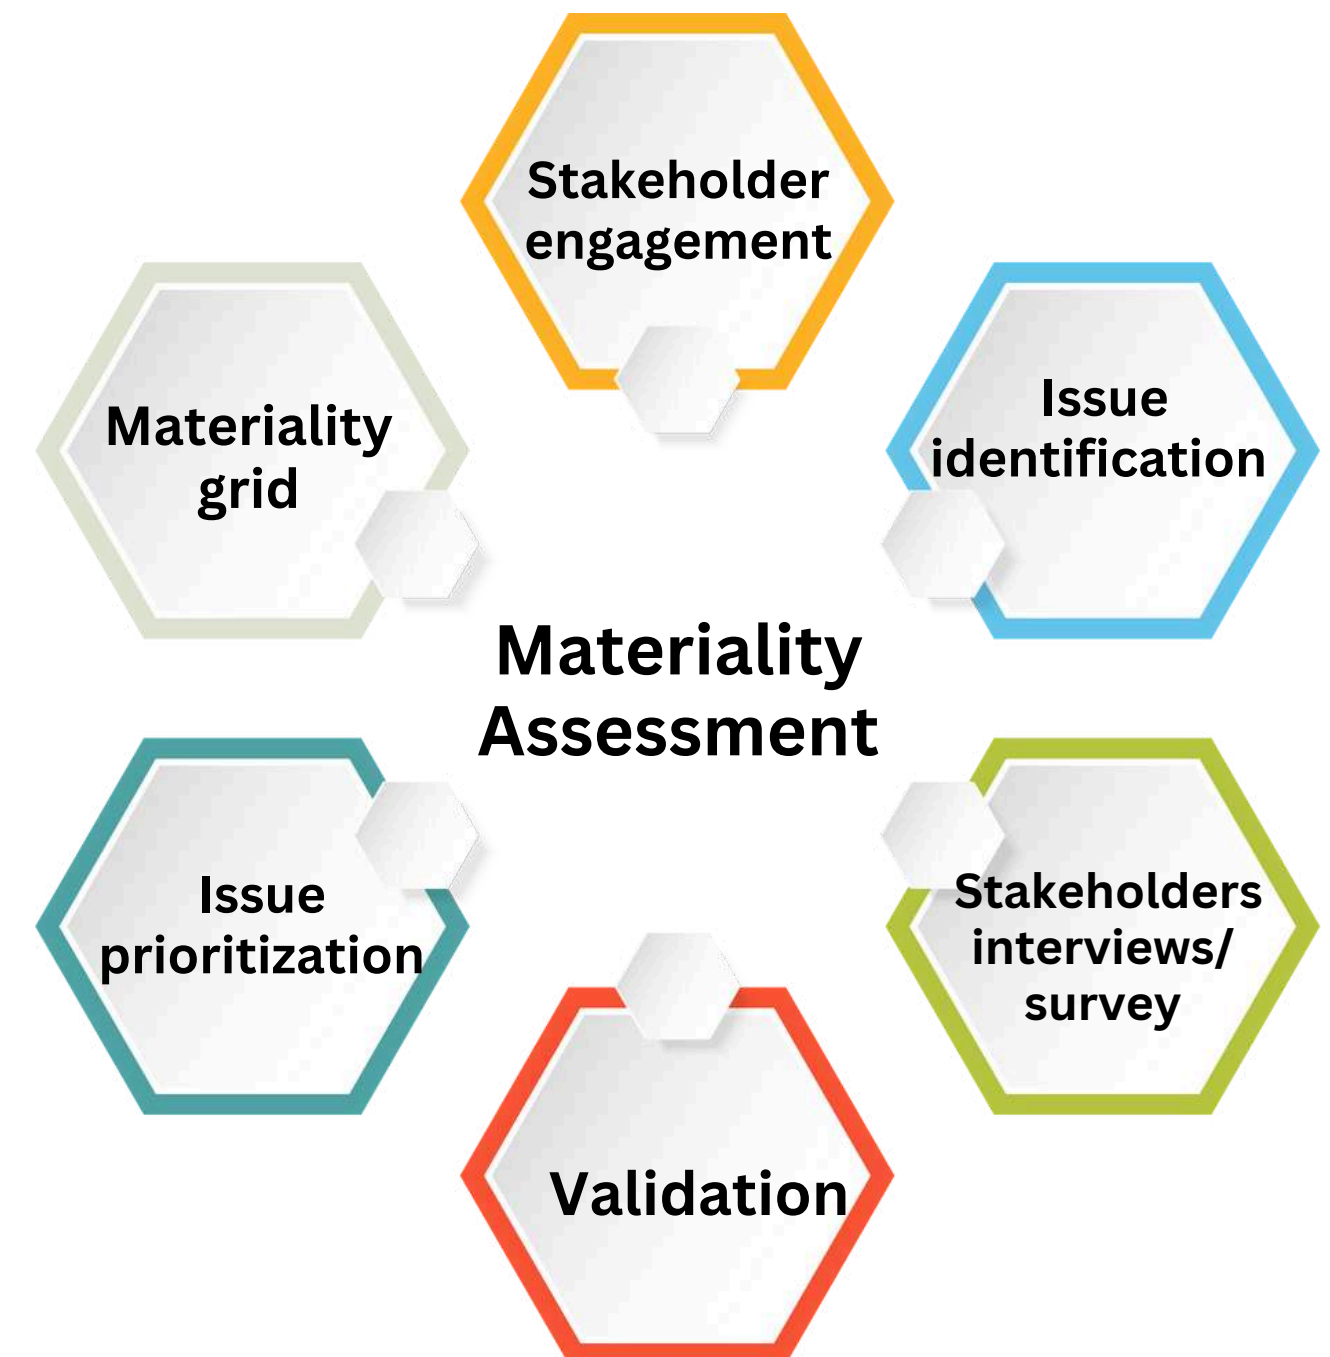 Stakeholder
engagement
Issue
identification
Stakeholders
interviews/
survey
Validation
Issue
prioritization
Materiality
grid
Materiality
Assessment